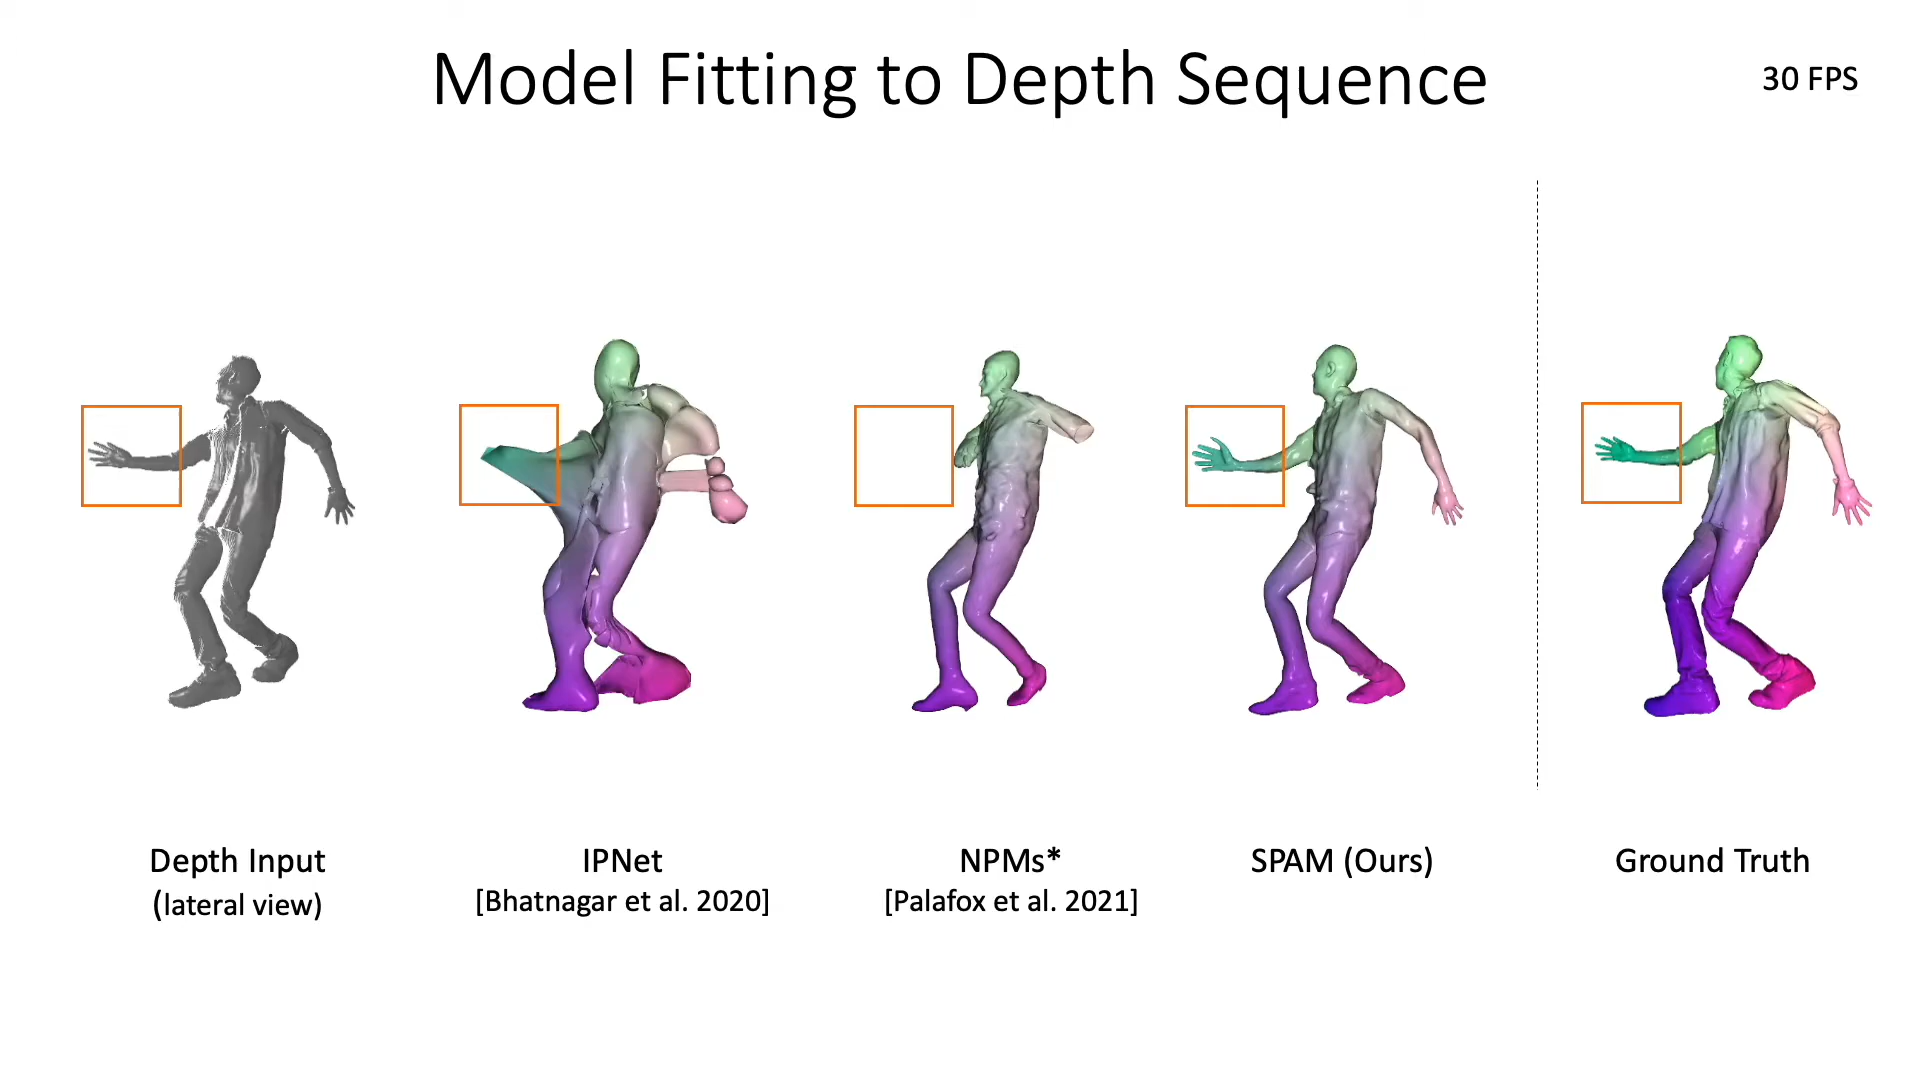 Model Fitting to Depth Sequence
30 FPS
Depth Input
(lateral view)
IPNet
[Bhatnagar et al. 2020]
NPMs*
[Palafox et al. 2021]
SPAM (Ours)
Ground Truth